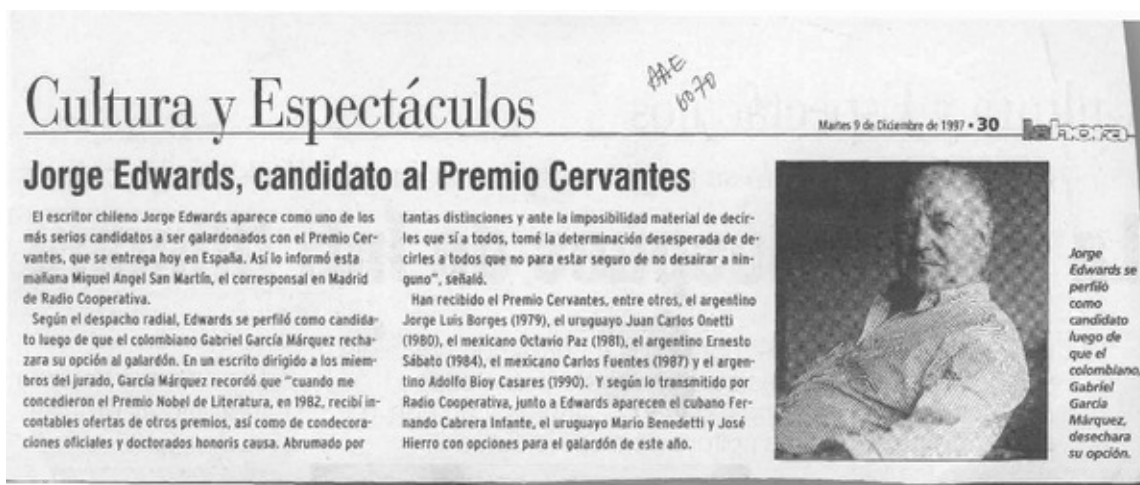 AAE
6070
Cultura y Espectáculos
Martes 9 de Diciembre de 1997 • 30
la hora
Jorge Edwards, candidato al Premio Cervantes
El escritor chileno Jorge Edwards aparece como uno de los
más serios candidatos a ser galardonados con el Premio Cer-
vantes, que se entrega hoy en España. Así lo informó esta
mañana Miguel Angel San Martín, el corresponsal en Madrid
de Radio Cooperativa.
Según el despacho radial, Edwards se perfiló como candida-
to luego de que el colombiano Gabriel García Márquez recha-
zara su opción al galardón. En un escrito dirigido a los miem-
bros del jurado, García Márquez recordó que "cuando me
concedieron el Premio Nobel de Literatura, en 1982, recibí in-
contables ofertas de otros premios, así como de condecora-
ciones oficiales y doctorados honoris causa. Abrumado por
tantas distinciones y ante la imposibilidad material de decir-
les que sí a todos, tomé la determinación desesperada de de-
cirles a todos que no para estar seguro de no desairar a nin-
guno", señaló.
Han recibido el Premio Cervantes, entre otros, el argentino
Jorge Luis Borges (1979), el uruguayo Juan Carlos Onetti
(1980), el mexicano Octavio Paz (1981), el argentino Ernesto
Sábato (1984), el mexicano Carlos Fuentes (1987) y el argen-
tino Adolfo Bioy Casares (1990). Y según lo transmitido por
Radio Cooperativa, junto a Edwards aparecen el cubano Fer-
nando Cabrera Infante, el uruguayo Mario Benedetti y José
Hierro con opciones para el galardón de este año.
Jorge
Edwards se
perfiló
como
candidato
luego de
que el
colombiano,
Gabriel
García
Márquez,
desechara
su opción.